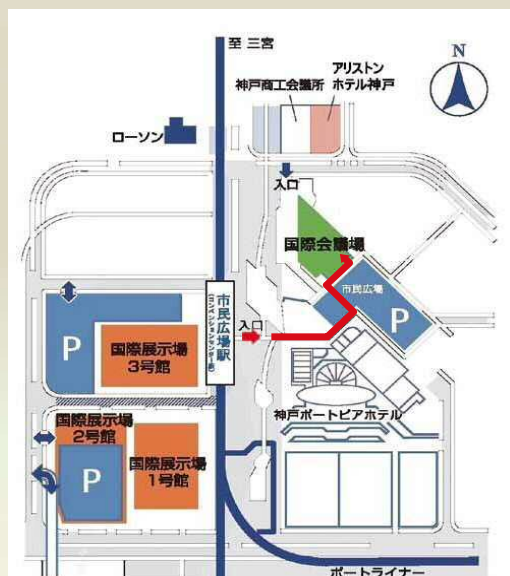 至 三宮
N
アリストン
ホテル神戸
神戸商工会議所
ローソン
入口
国際会議場
市民広場
P
市民広場駅
入口
P
国際展示場
3号館
神戸ポートピアホテル
国際展示場
2号館
P
国際展示場
1号館
ポートライナー